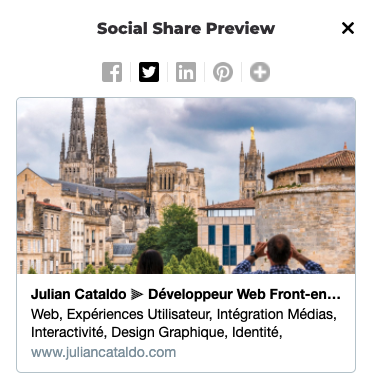 Social Share Preview
Julian Cataldo ⫸ Développeur Web Front-en...
Web, Expériences Utilisateur, Intégration Médias,
Interactivité, Design Graphique, Identité,
www.juliancataldo.com